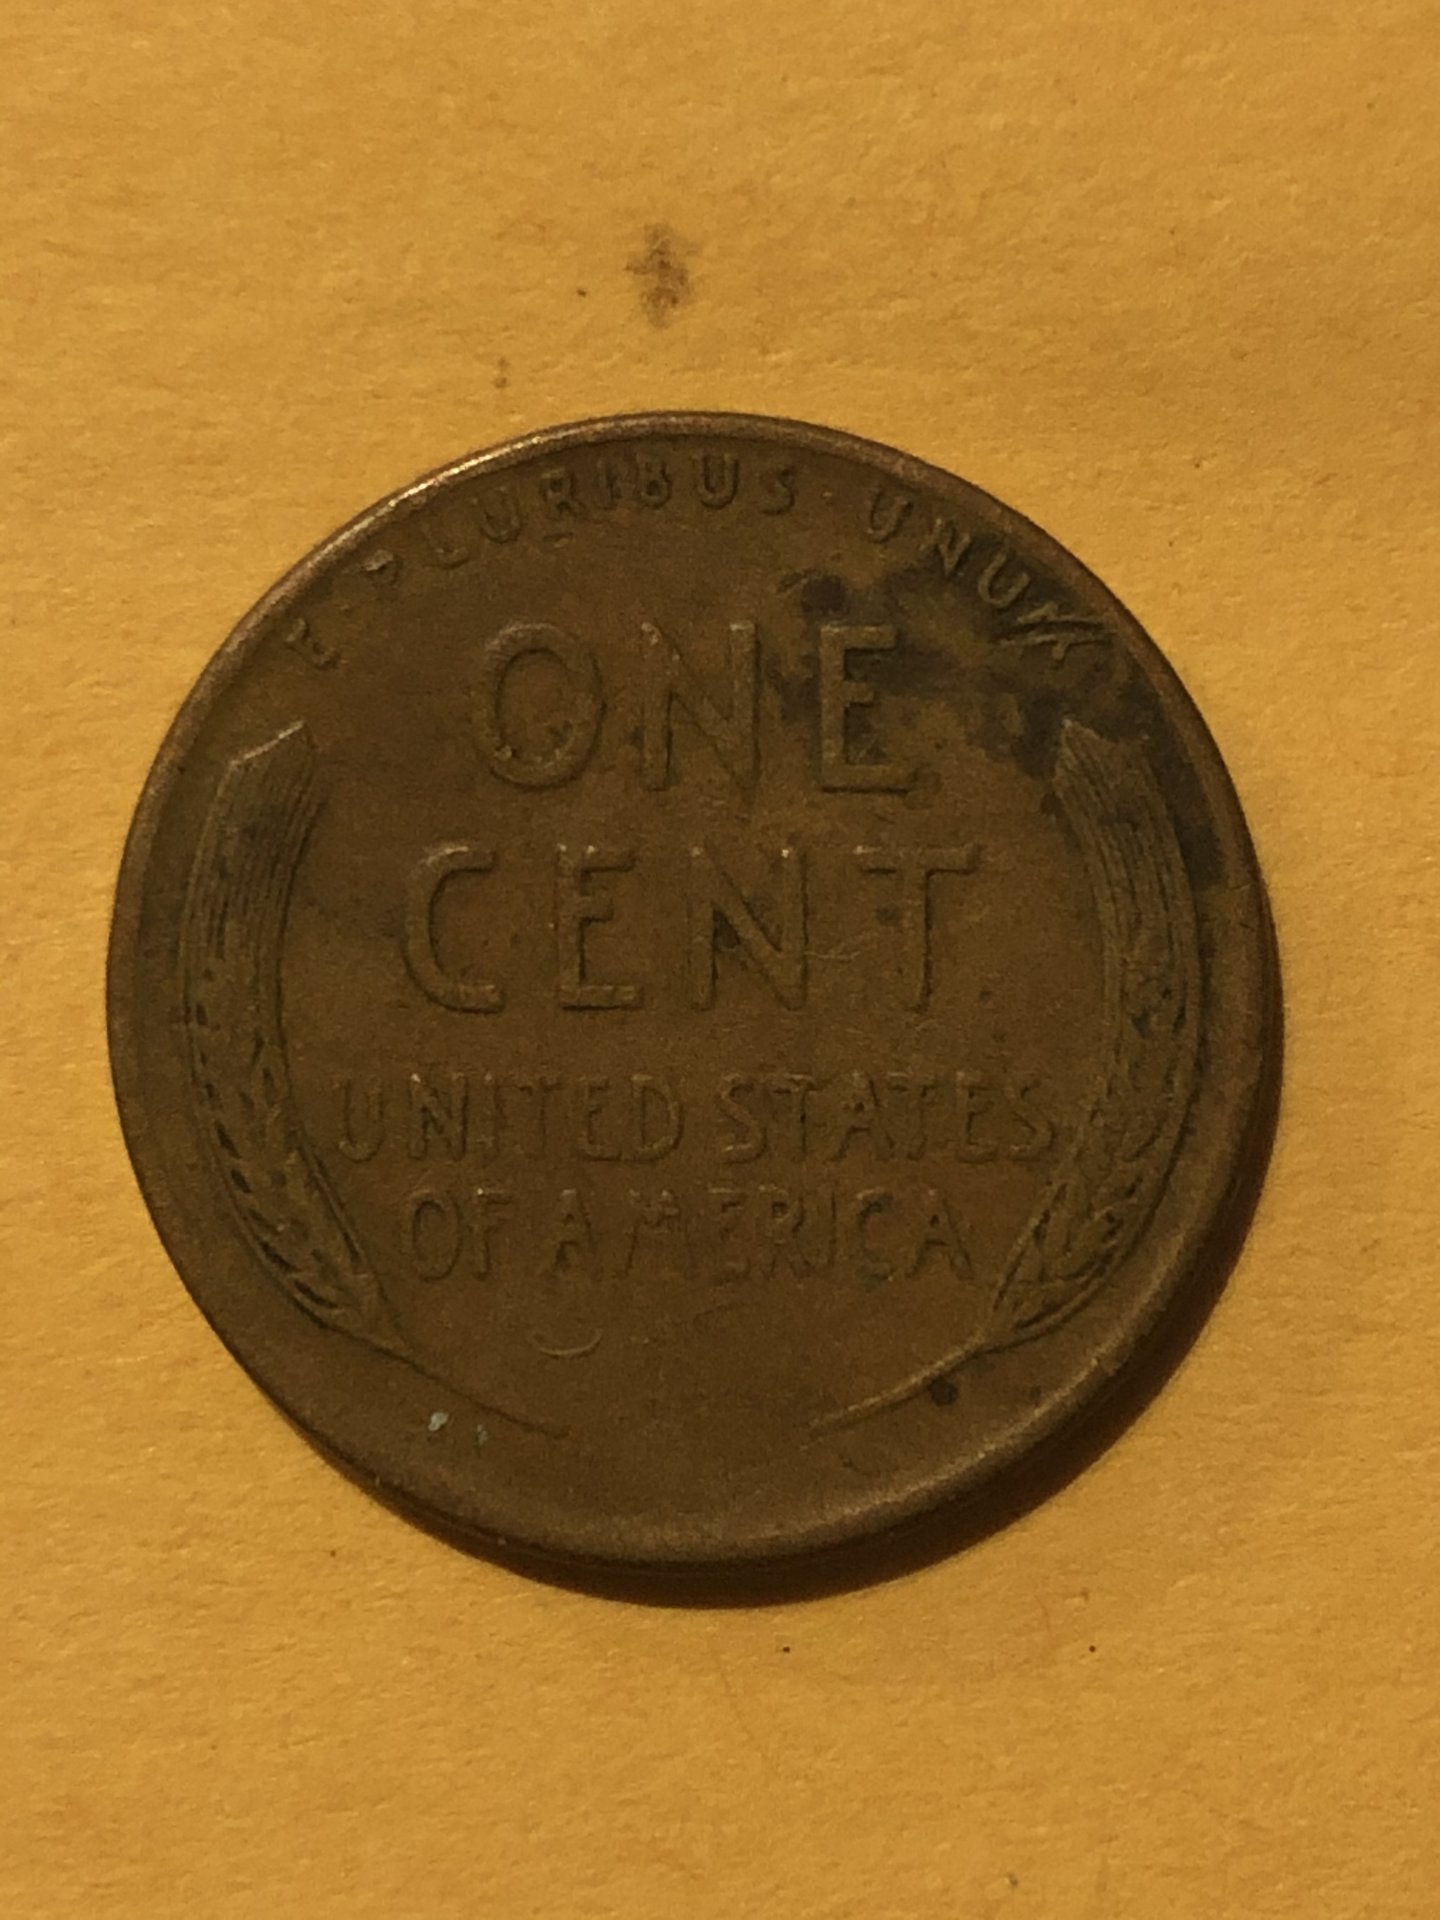 E PLURIBUS · UNUM
ONE
CENT
UNITED STATES
OF AMERICA